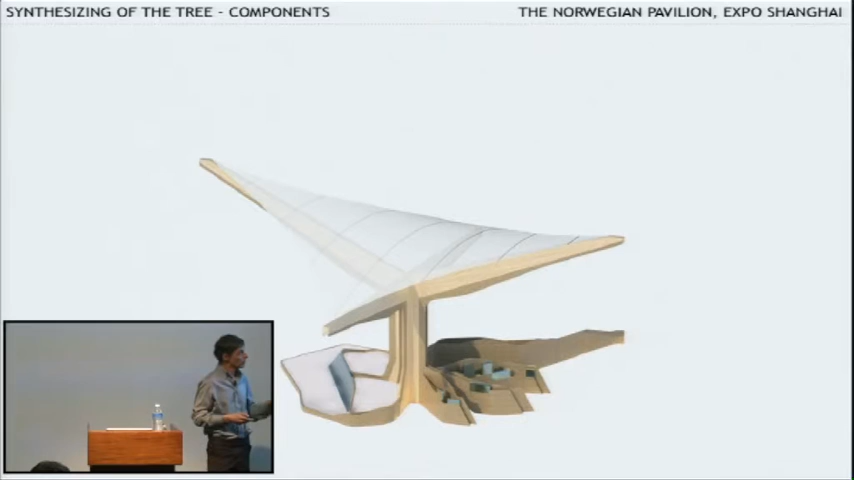 SYNTHESIZING OF THE TREE - COMPONENTS
THE NORWEGIAN PAVILION, EXPO SHANGHAI